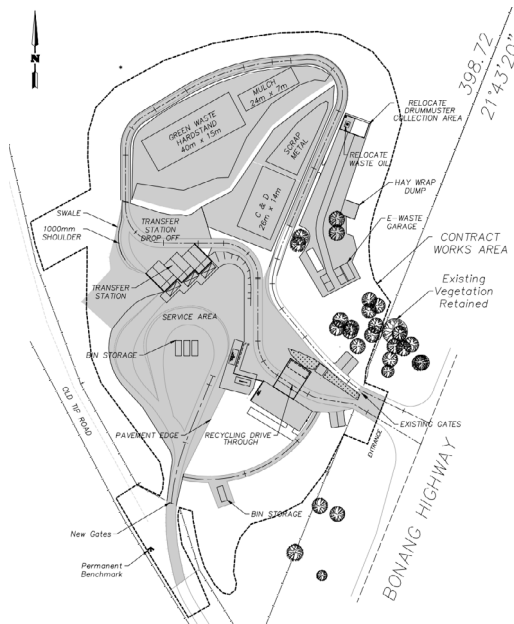 N
MULCH
24m x 7m
GREEN WASTE
HARDSTAND
40m x 15m
SCRAP
METAL
C & D
26m x 14m
398.72
21°43'20"
RELOCATE
DRUMMUSTER
COLLECTION AREA
RELOCATE
WASTE OIL
HAY WRAP
DUMP
E-WASTE
GARAGE
CONTRACT
WORKS AREA
Existing
Vegetation
Retained
SWALE
1000mm
SHOULDER
TRANSFER
STATION
DROP OFF
TRANSFER
STATION
SERVICE AREA
BIN STORAGE
OLD TIP ROAD
PAVEMENT EDGE
RECYCLING DRIVE
THROUGH
EXISTING GATES
ENTRANCE
BIN STORAGE
New Gates
Permanent
Benchmark
BONANG HIGHWAY